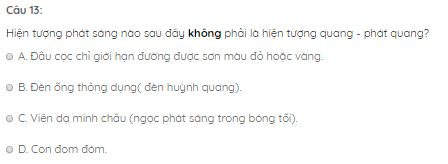 Câu 13:
Hiện tượng phát sáng nào sau đây không phải là hiện tượng quang - phát quang?
A. Đầu cọc chỉ giới hạn đường được sơn màu đỏ hoặc vàng.
B. Đèn ống thông dụng( đèn huỳnh quang).
C. Viên dạ minh châu (ngọc phát sáng trong bóng tối).
D. Con đom đóm.